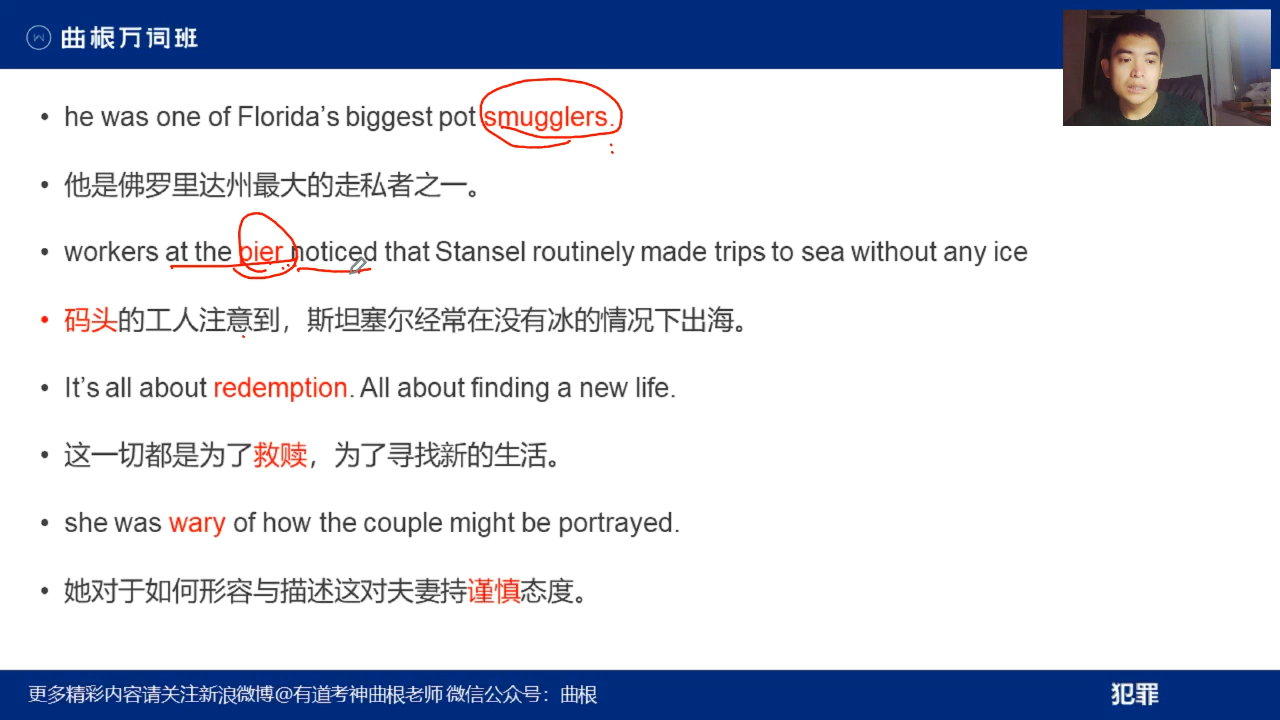 曲根万词班
he was one of Florida’s biggest pot smugglers.
他是佛罗里达州最大的走私者之一。
workers at the pier noticed that Stansel routinely made trips to sea without any ice
码头的工人注意到，斯坦塞尔经常在没有冰的情况下出海。
It’s all about redemption. All about finding a new life.
这一切都是为了救赎，为了寻找新的生活。
she was wary of how the couple might be portrayed.
她对于如何形容与描述这对夫妻持谨慎态度。
更多精彩内容请关注新浪微博@有道考神曲根老师 微信公众号：曲根
犯罪